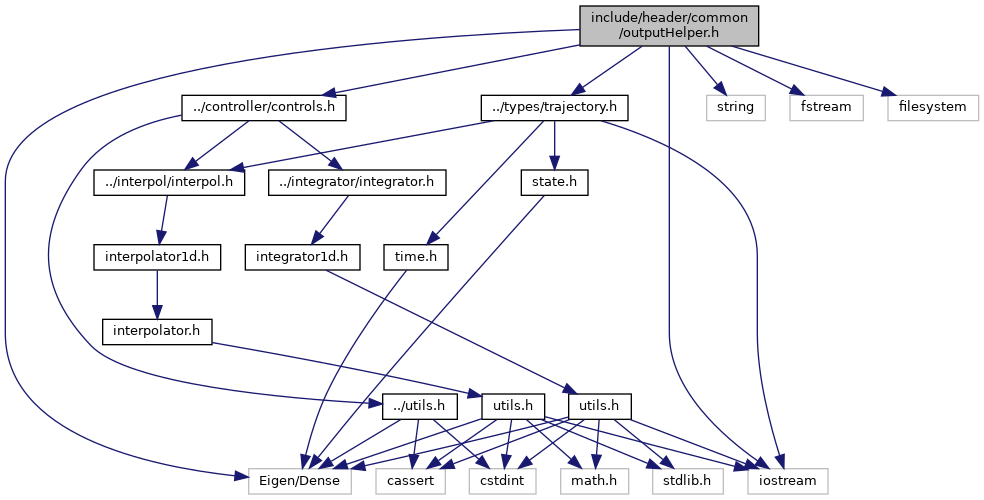 include/header/common
/outputHelper.h
../controller/controls.h
../types/trajectory.h
string
fstream
filesystem
../interpol/interpol.h
../integrator/integrator.h
state.h
interpolator1d.h
integrator1d.h
time.h
interpolator.h
../utils.h
utils.h
utils.h
Eigen/Dense
cassert
cstdint
math.h
stdlib.h
iostream